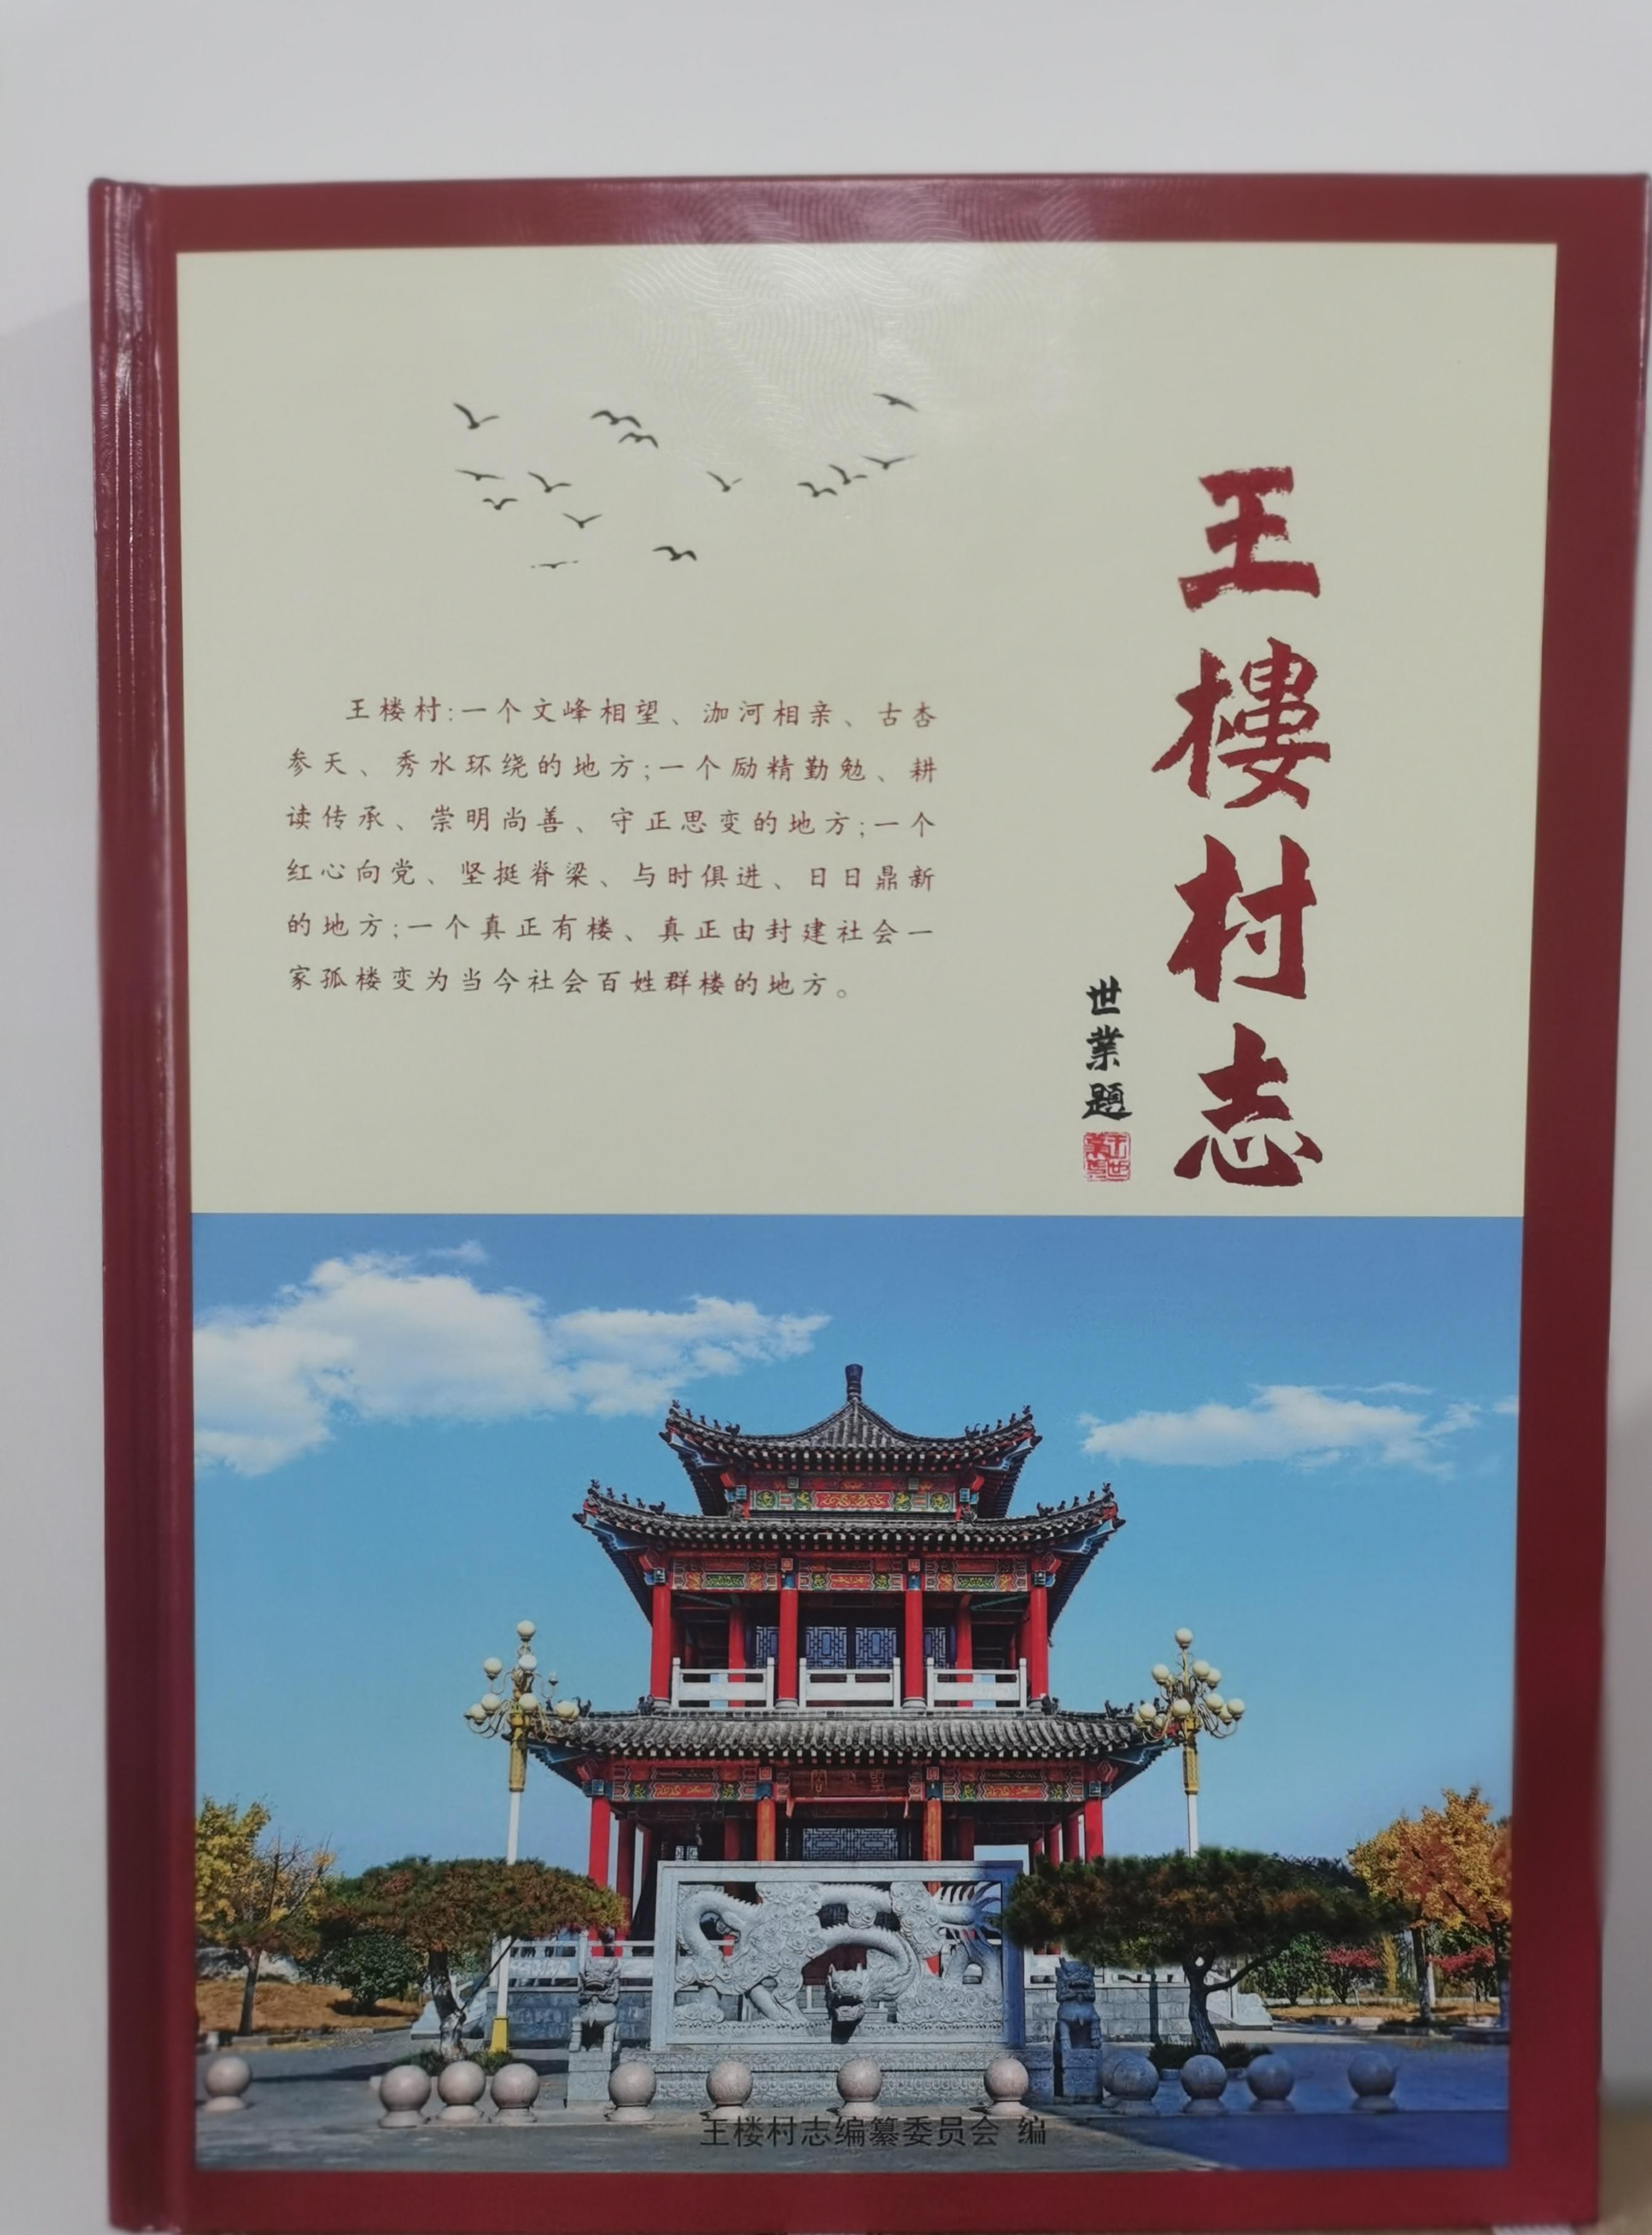 王樓村志
世業題
王楼村:一个文峰相望、泇河相亲、古杏
参天、秀水环绕的地方;一个励精勤勉、耕
读传承、崇明尚善、守正思变的地方;一个
红心向党、坚挺脊梁、与时俱进、日日鼎新
的地方;一个真正有楼、真正由封建社会一
家孤楼变为当今社会百姓群楼的地方。
王楼村志编纂委员会 编